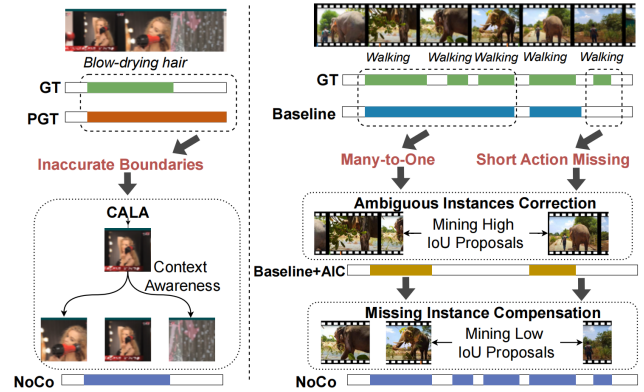 Blow-drying hair
GT
PGT
Inaccurate Boundaries
CALA
Context
Awareness
NoCo
Walking Walking Walking Walking Walking
GT
Baseline
Many-to-One
Short Action Missing
Ambiguous Instances Correction
Mining High
IoU Proposals
Baseline+AIC
Missing Instance Compensation
Mining Low
IoU Proposals
NoCo